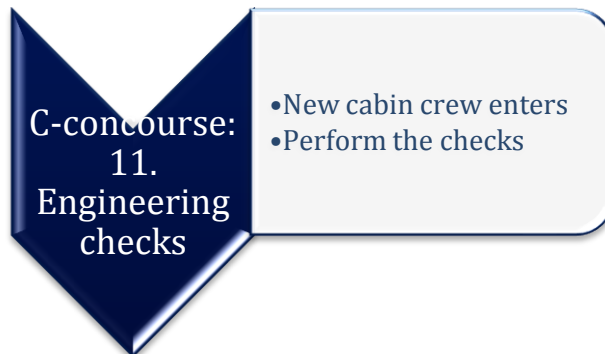 C-concourse:
11.
Engineering
checks
•New cabin crew enters
•Perform the checks